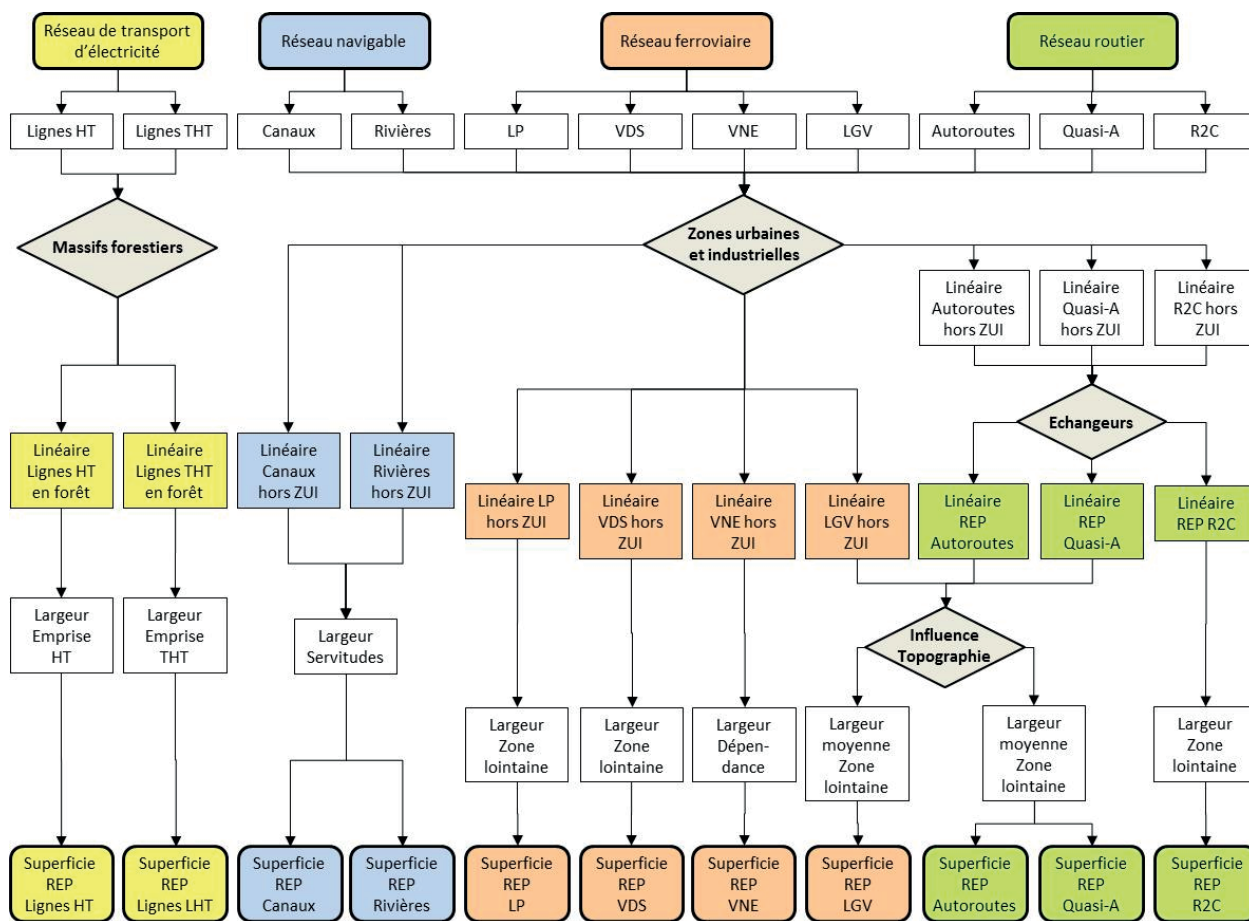 Réseau de transport
d'électricité
Réseau navigable
Réseau ferroviaire
Réseau routier
Lignes HT
Lignes THT
Canaux
Rivières
LP
VDS
VNE
LGV
Autoroutes
Quasi-A
R2C
Massifs forestiers
Zones urbaines
et industrielles
Linéaire
Autoroutes
hors ZUI
Linéaire
Quasi-A
hors ZUI
Linéaire
R2C hors
ZUI
Echangeurs
Linéaire
Lignes HT
en forêt
Linéaire
Lignes THT
en forêt
Linéaire
Canaux
hors ZUI
Linéaire
Rivières
hors ZUI
Linéaire LP
hors ZUI
Linéaire
VDS hors
ZUI
Linéaire
VNE hors
ZUI
Linéaire
LGV hors
ZUI
Linéaire
REP
Autoroutes
Linéaire
REP
Quasi-A
Linéaire
REP R2C
Largeur
Emprise
HT
Largeur
Emprise
THT
Largeur
Servitudes
Influence
Topographie
Largeur
Zone
lointaine
Largeur
Zone
lointaine
Largeur
Dépen-
dance
Largeur
moyenne
Zone
lointaine
Largeur
moyenne
Zone
lointaine
Largeur
Zone
lointaine
Superficie
REP
Lignes HT
Superficie
REP
Lignes LHT
Superficie
REP
Canaux
Superficie
REP
Rivières
Superficie
REP
LP
Superficie
REP
VDS
Superficie
REP
VNE
Superficie
REP
LGV
Superficie
REP
Autoroutes
Superficie
REP
Quasi-A
Superficie
REP
R2C